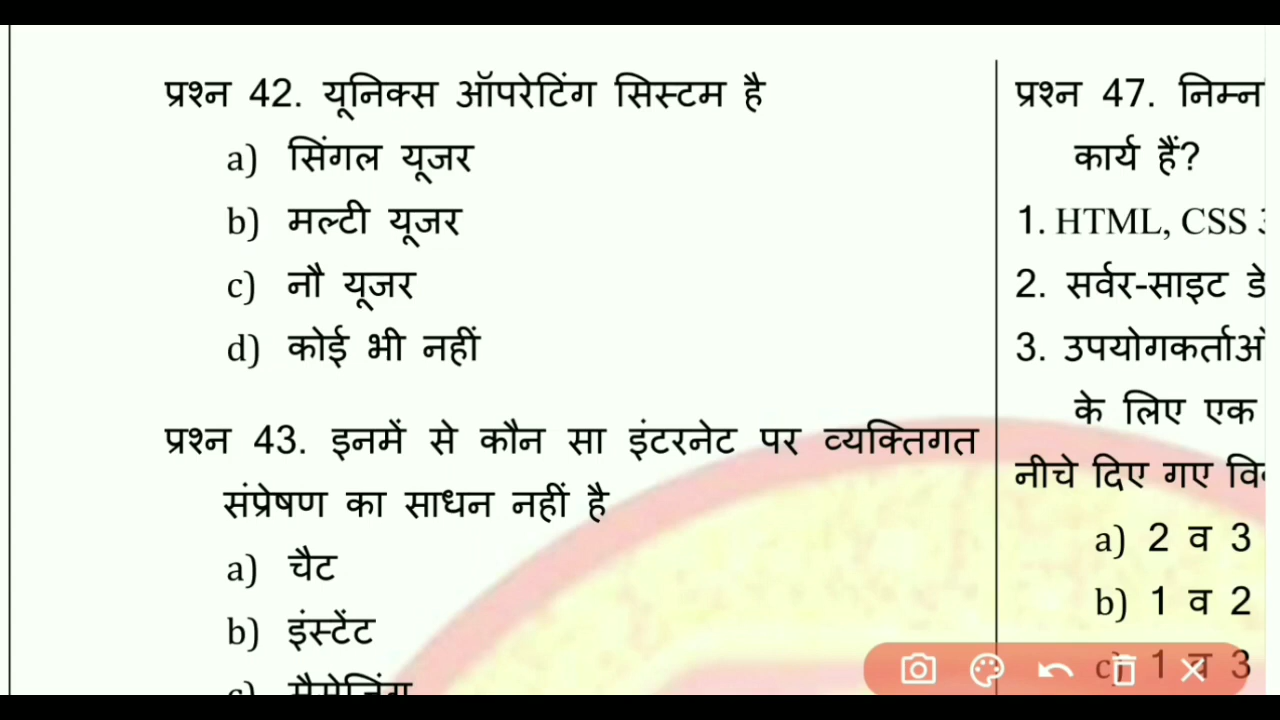 प्रश्न 42. यूनिक्स ऑपरेटिंग सिस्टम है
a) सिंगल यूजर
b) मल्टी यूजर
c) नौ यूजर
d) कोई भी नहीं
प्रश्न 43. इनमें से कौन सा इंटरनेट पर व्यक्तिगत
संप्रेषण का साधन नहीं है
a) चैट
b) इंस्टेंट
प्रश्न 47. निम्न
कार्य हैं?
1. HTML, CSS
2. सर्वर-साइट
3. उपयोगकर्ताओं
के लिए एक
नीचे दिए गए
a) 2 व 3
b) 1 व 2
c) 1 व 3